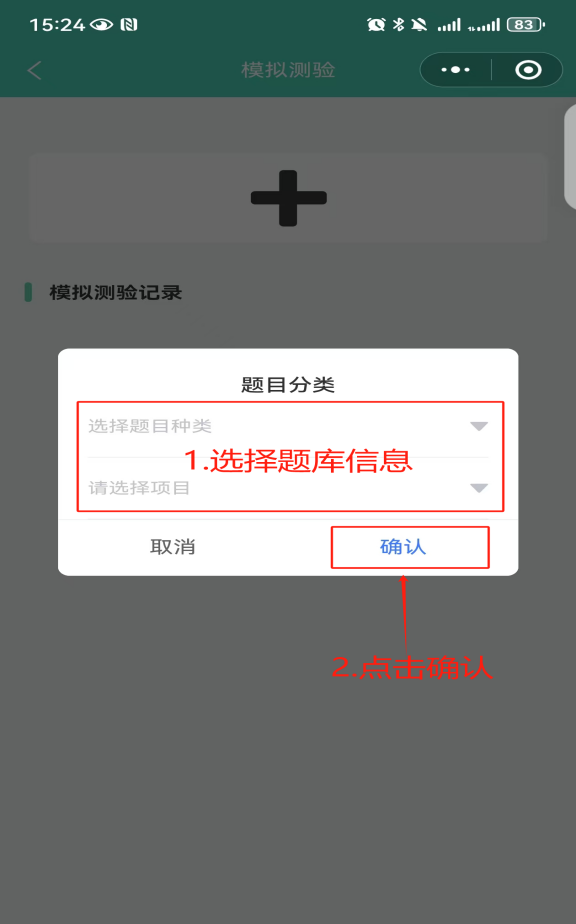 15:24 83
模拟测验
模拟测验记录
题目分类
选择题目种类
1.选择题库信息
请选择项目
取消 确认
2.点击确认